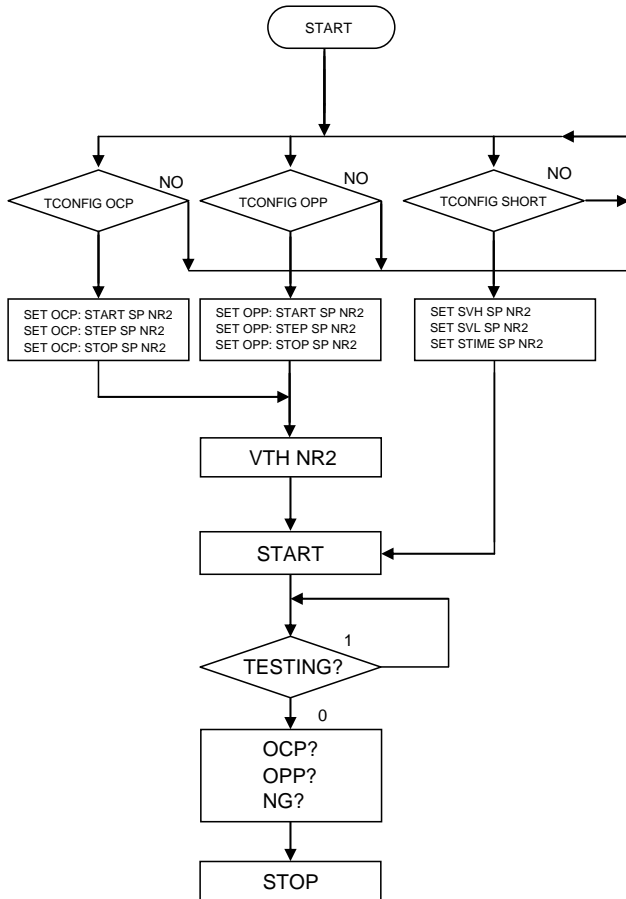 START
NO
NO
NO
TCONFIG OCP
TCONFIG OPP
TCONFIG SHORT
SET OCP: START SP NR2
SET OCP: STEP SP NR2
SET OCP: STOP SP NR2
SET OPP: START SP NR2
SET OPP: STEP SP NR2
SET OPP: STOP SP NR2
SET SVH SP NR2
SET SVL SP NR2
SET STIME SP NR2
VTH NR2
START
1
TESTING?
0
OCP?
OPP?
NG?
STOP